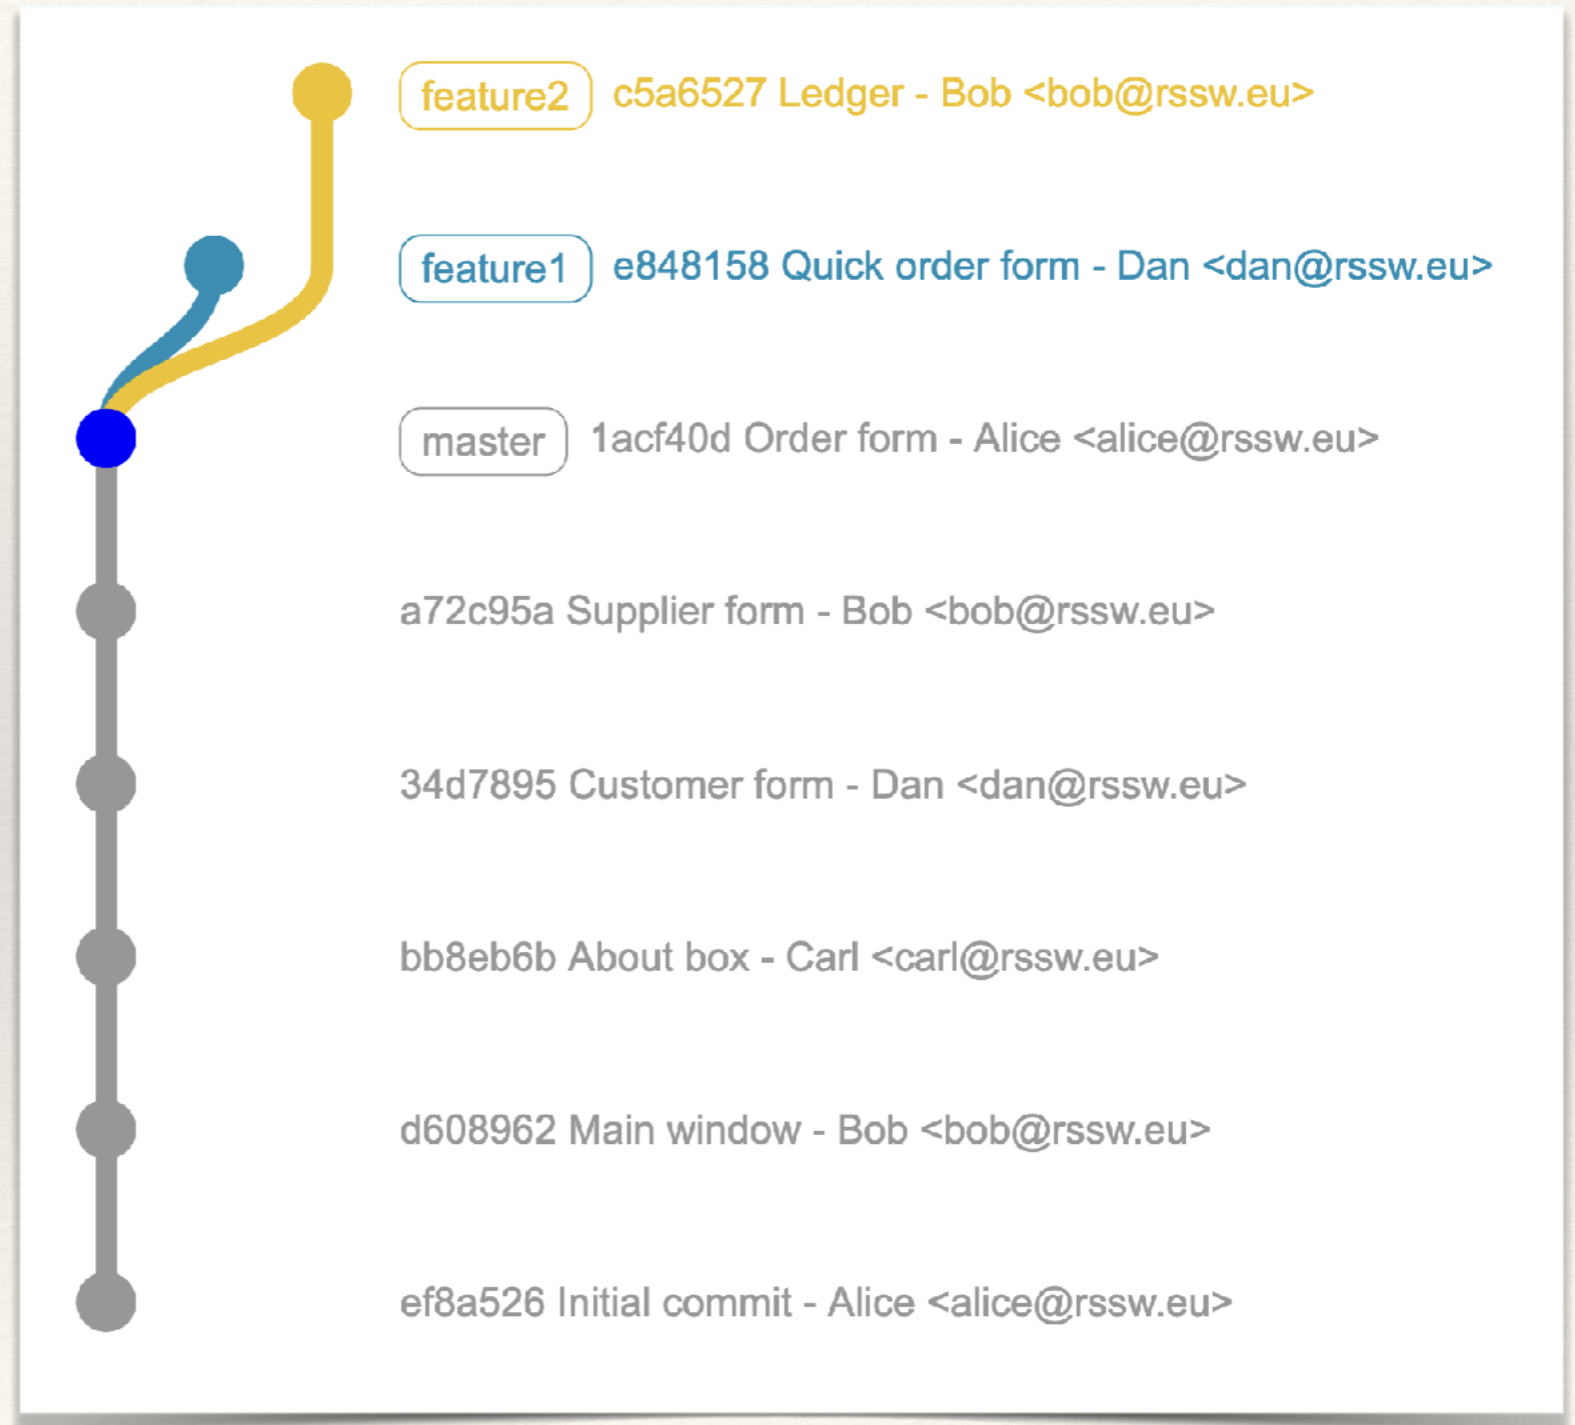 feature2 c5a6527 Ledger - Bob <bob@rssw.eu>
feature1 e848158 Quick order form - Dan <dan@rssw.eu>
master 1acf40d Order form - Alice <alice@rssw.eu>
a72c95a Supplier form - Bob <bob@rssw.eu>
34d7895 Customer form - Dan <dan@rssw.eu>
bb8eb6b About box - Carl <carl@rssw.eu>
d608962 Main window - Bob <bob@rssw.eu>
ef8a526 Initial commit - Alice <alice@rssw.eu>